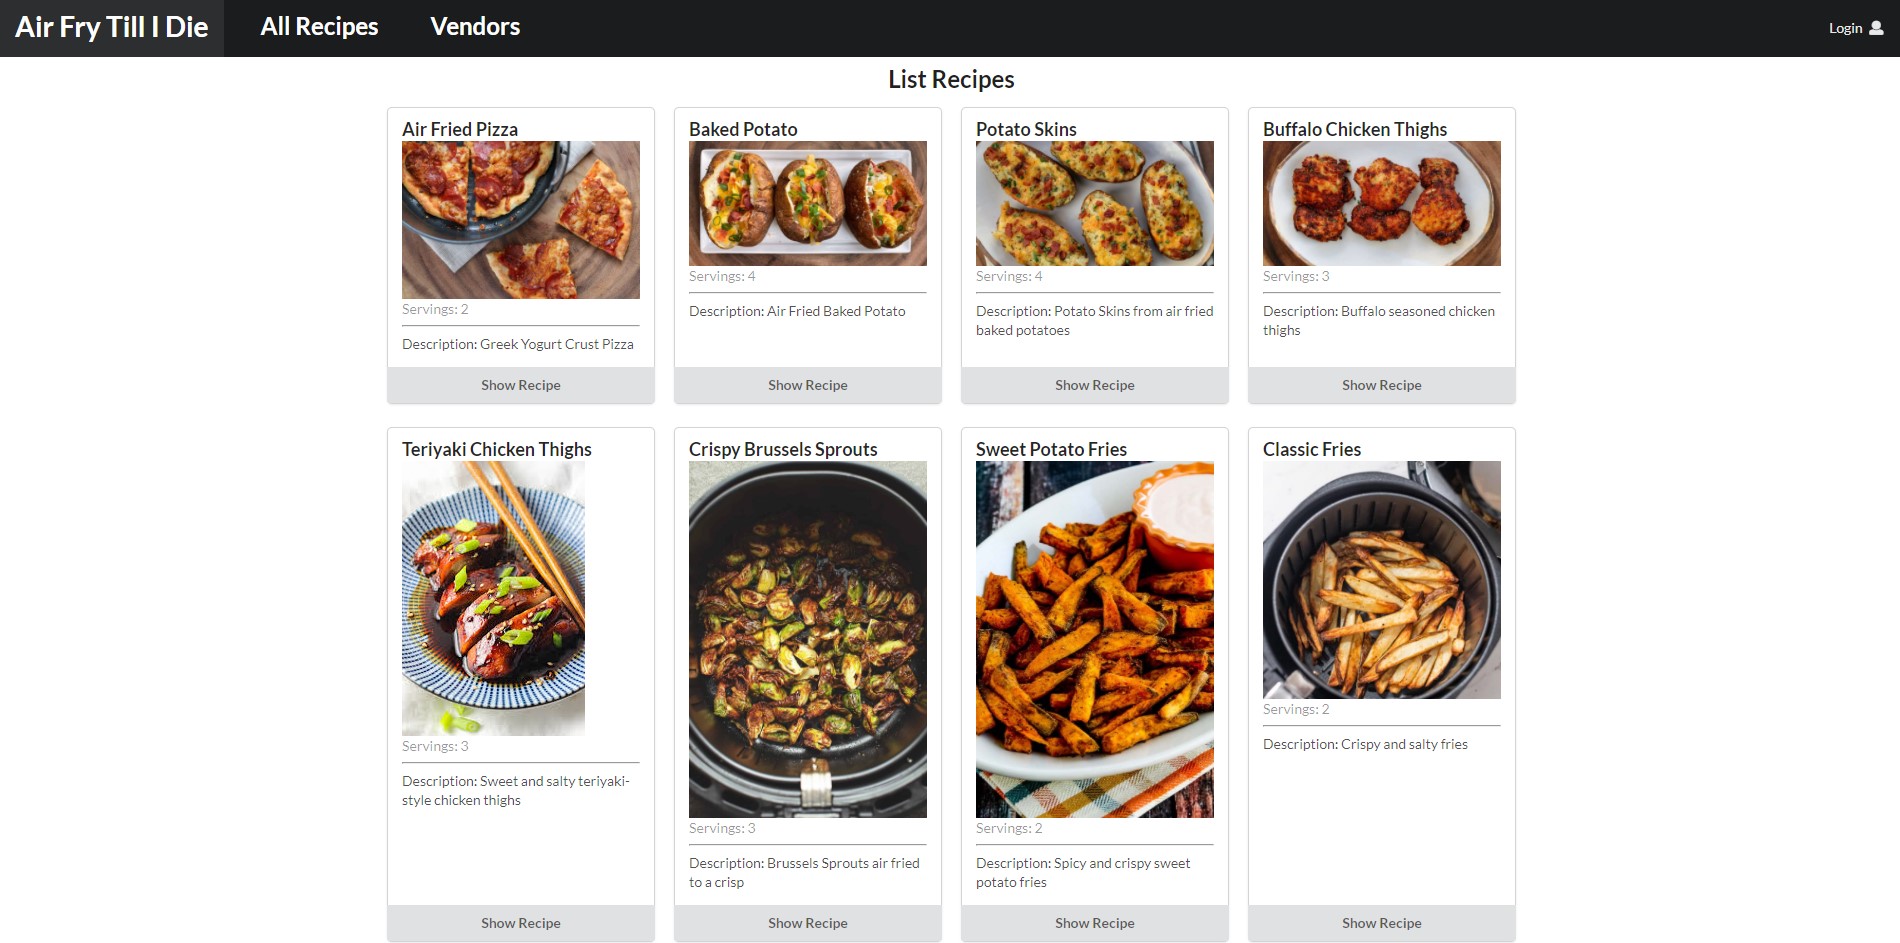 Air Fry Till I Die
All Recipes
Vendors
Login
List Recipes
Air Fried Pizza
Servings: 2
Description: Greek Yogurt Crust Pizza
Show Recipe
Baked Potato
Servings: 4
Description: Air Fried Baked Potato
Show Recipe
Potato Skins
Servings: 4
Description: Potato Skins from air fried
baked potatoes
Show Recipe
Buffalo Chicken Thighs
Servings: 3
Description: Buffalo seasoned chicken
thighs
Show Recipe
Teriyaki Chicken Thighs
Servings: 3
Description: Sweet and salty teriyaki-
style chicken thighs
Show Recipe
Crispy Brussels Sprouts
Servings: 3
Description: Brussels Sprouts air fried
to a crisp
Show Recipe
Sweet Potato Fries
Servings: 2
Description: Spicy and crispy sweet
potato fries
Show Recipe
Classic Fries
Servings: 2
Description: Crispy and salty fries
Show Recipe